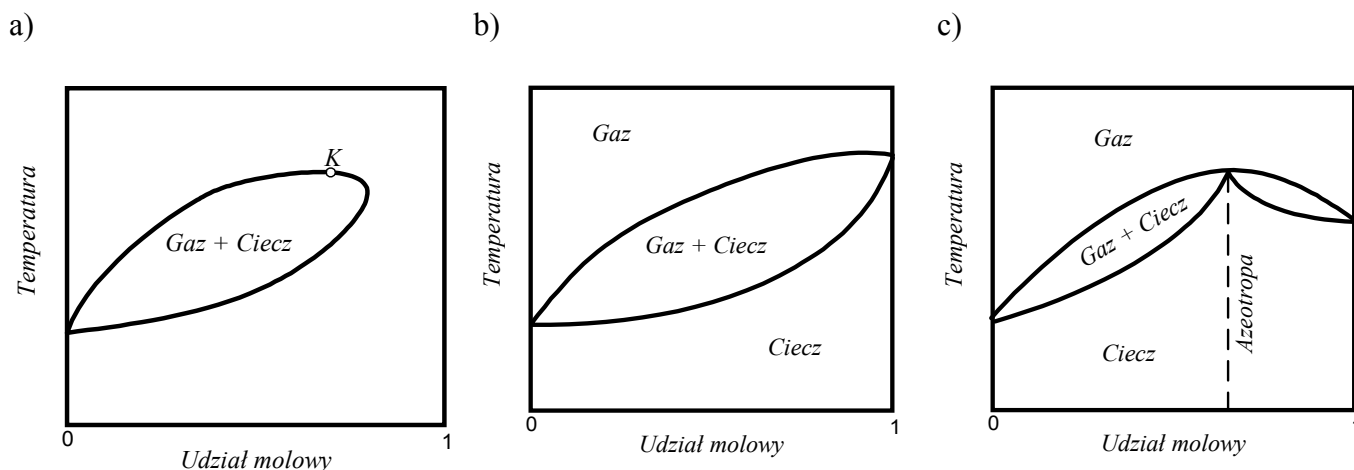 a)
b)
c)
Temperatura
K
Gaz + Ciecz
0
1
Udział molowy
Temperatura
Gaz
Gaz + Ciecz
Ciecz
0
1
Udział molowy
Temperatura
Gaz
Gaz + Ciecz
Ciecz
Azeotropa
0
1
Udział molowy